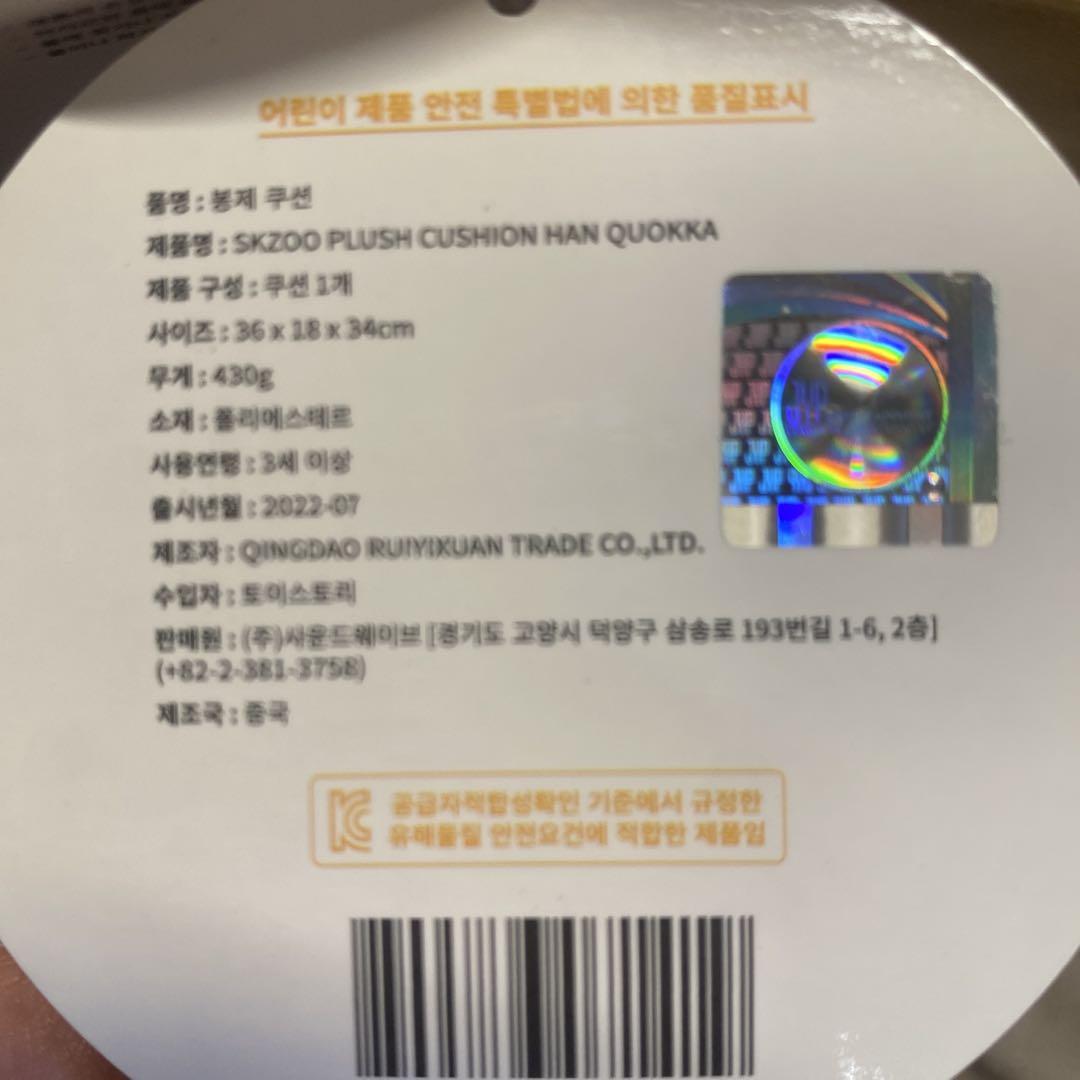 어린이 제품 안전 특별법에 의한 품질표시
품명 : 봉제 쿠션
제품명 : SKZOO PLUSH CUSHION HAN QUOKKA
제품 구성 : 쿠션 1개
사이즈 : 36 x 18 x 34cm
무게 : 430g
소재 : 폴리에스테르
사용연령 : 3세 이상
출시년월 : 2022-07
제조자 : QINGDAO RUIYIXUAN TRADE CO.,LTD.
수입자 : 토이스토리
판매원 : (주)사운드웨이브 [경기도 고양시 덕양구 삼송로 193번길 1-6, 2층]
(+82-2-381-3758)
제조국 : 중국
공급자적합성확인 기준에서 규정한
유해물질 안전요건에 적합한 제품임